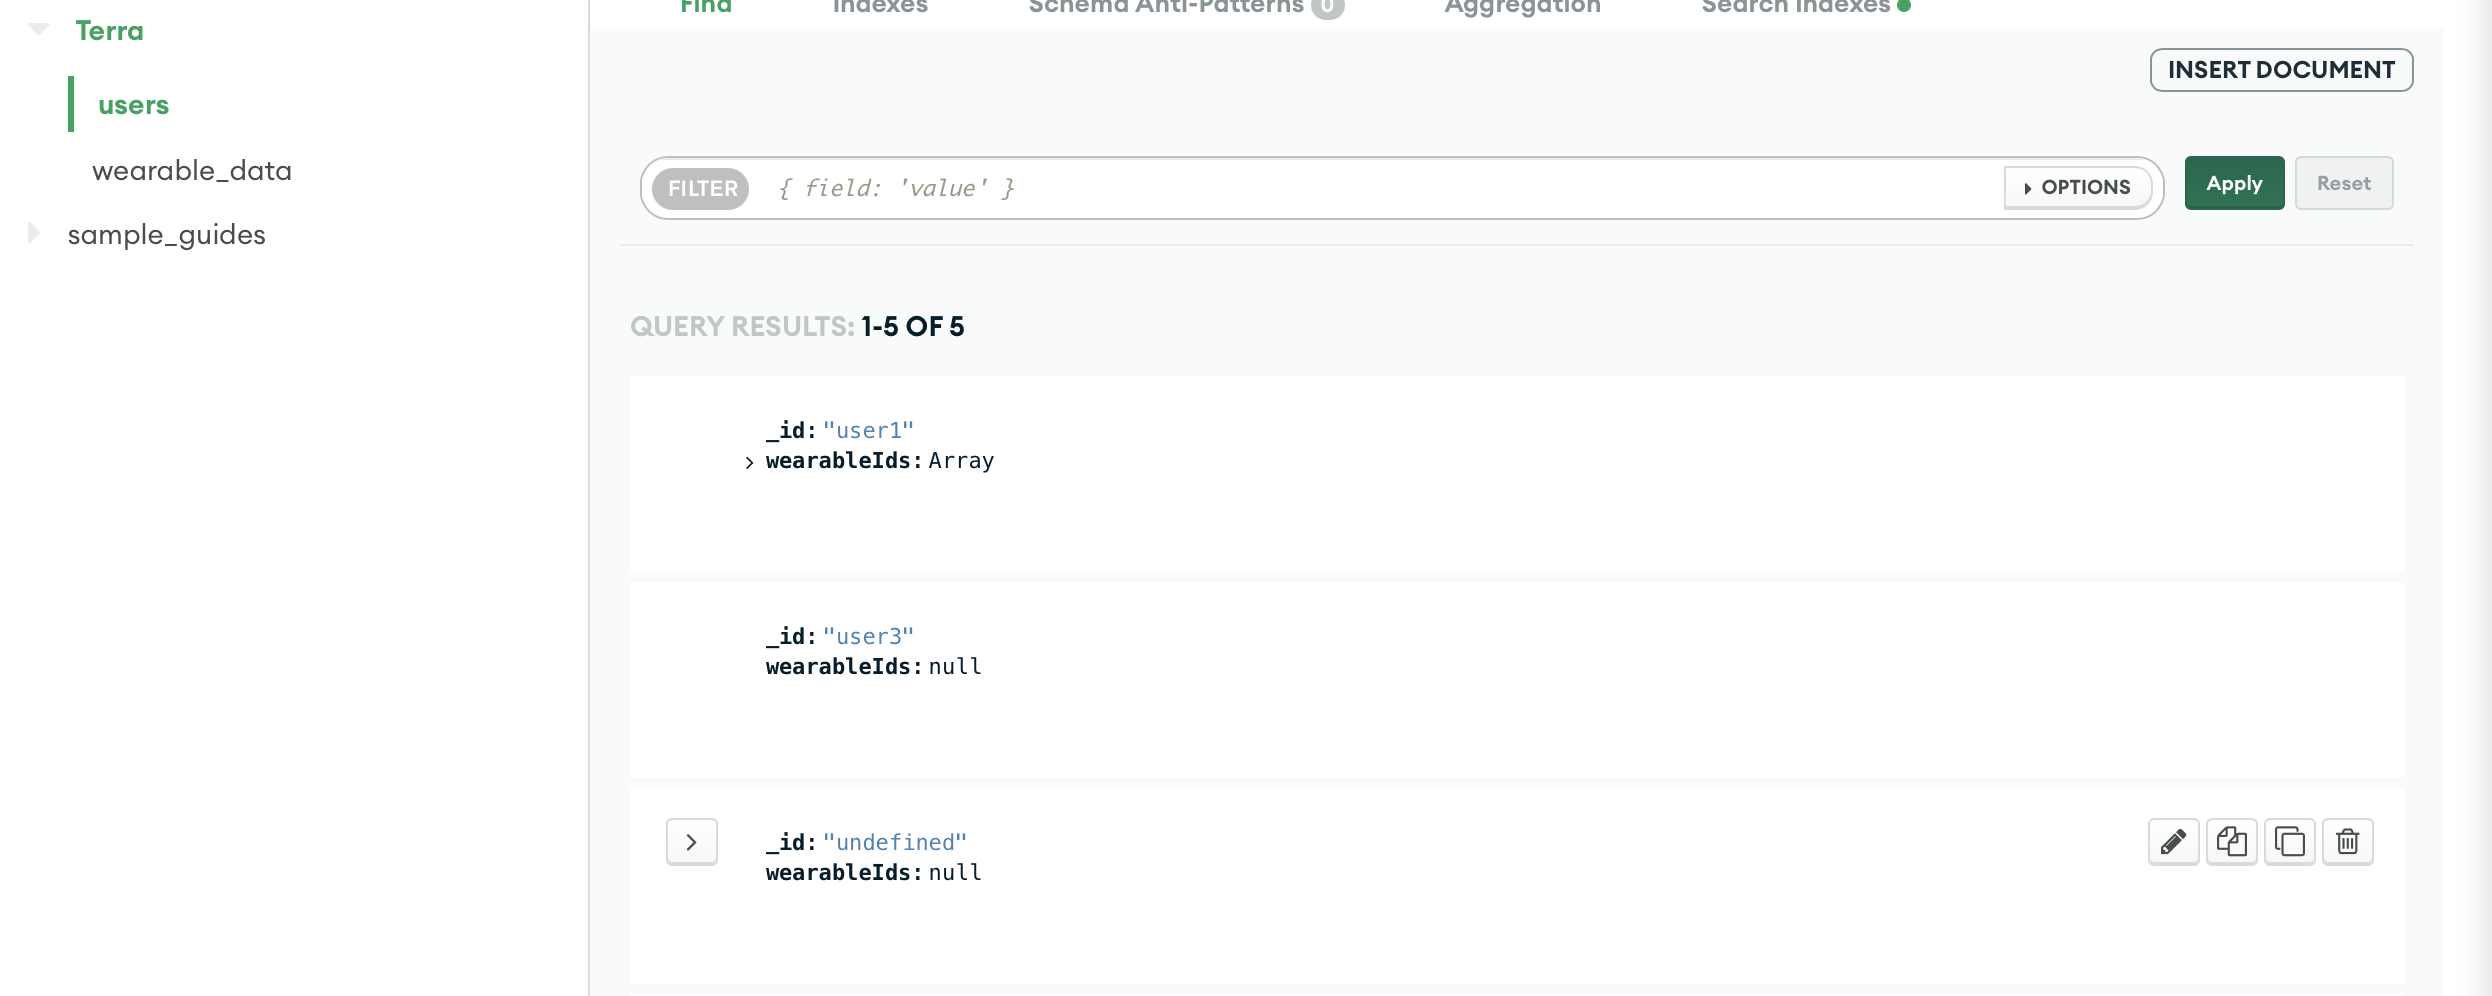 Terra
users
wearable_data
sample_guides
Find Indexes Schema Anti-Patterns 0 Aggregation Search Indexes
INSERT DOCUMENT
FILTER { field: 'value' } OPTIONS Apply Reset
QUERY RESULTS: 1-5 OF 5
_id: "user1"
wearableIds: Array
_id: "user3"
wearableIds: null
_id: "undefined"
wearableIds: null